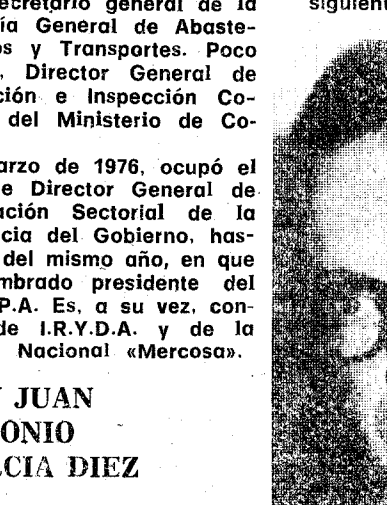 ecretario general de la
ía General de Abaste-
os y Transportes. Poco
, Director General de
ción e Inspección Co-
del Ministerio de Co-
arzo de 1976, ocupó el
e Director General de
ación Sectorial de la
cia del Gobierno, has-
del mismo año, en que
mbrado presidente del
P.A. Es, a su vez, con-
de I.R.Y.D.A. y de la
Nacional «Mercosa».
JUAN
ONIO
CIA DIEZ
siguient